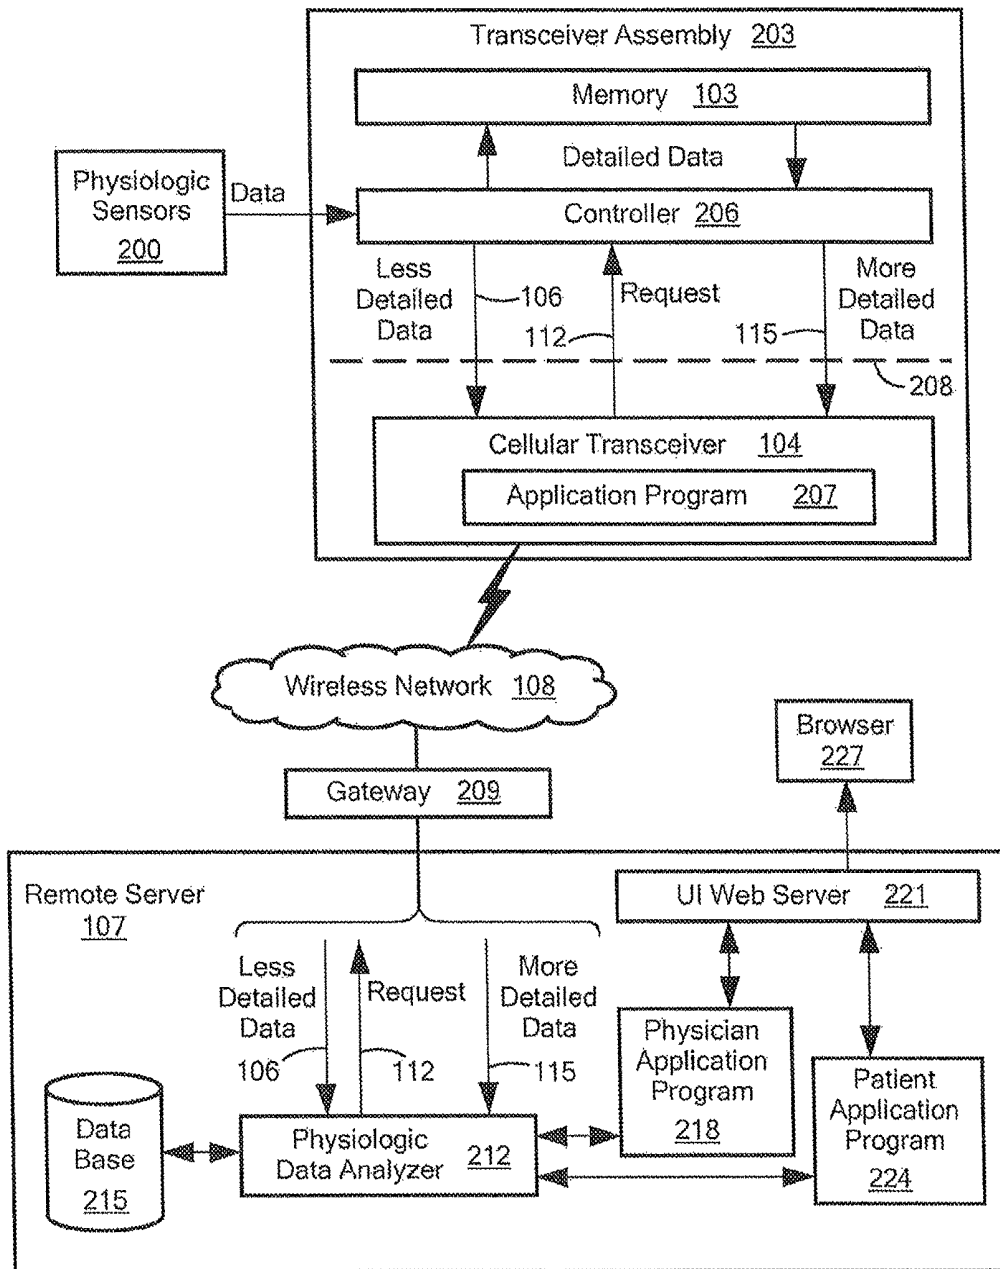 Transceiver Assembly 203
Memory 103
Detailed Data
Physiologic
Sensors
200
Data
Controller 206
Less
Detailed
Data
106
Request
112
More
Detailed
Data
115
208
Cellular Transceiver 104
Application Program 207
Wireless Network 108
Gateway 209
Browser
227
Remote Server
107
UI Web Server 221
Less
Detailed
Data
106
Request
112
More
Detailed
Data
115
Physician
Application
Program
218
Patient
Application
Program
224
Data
Base
215
Physiologic
Data Analyzer 212